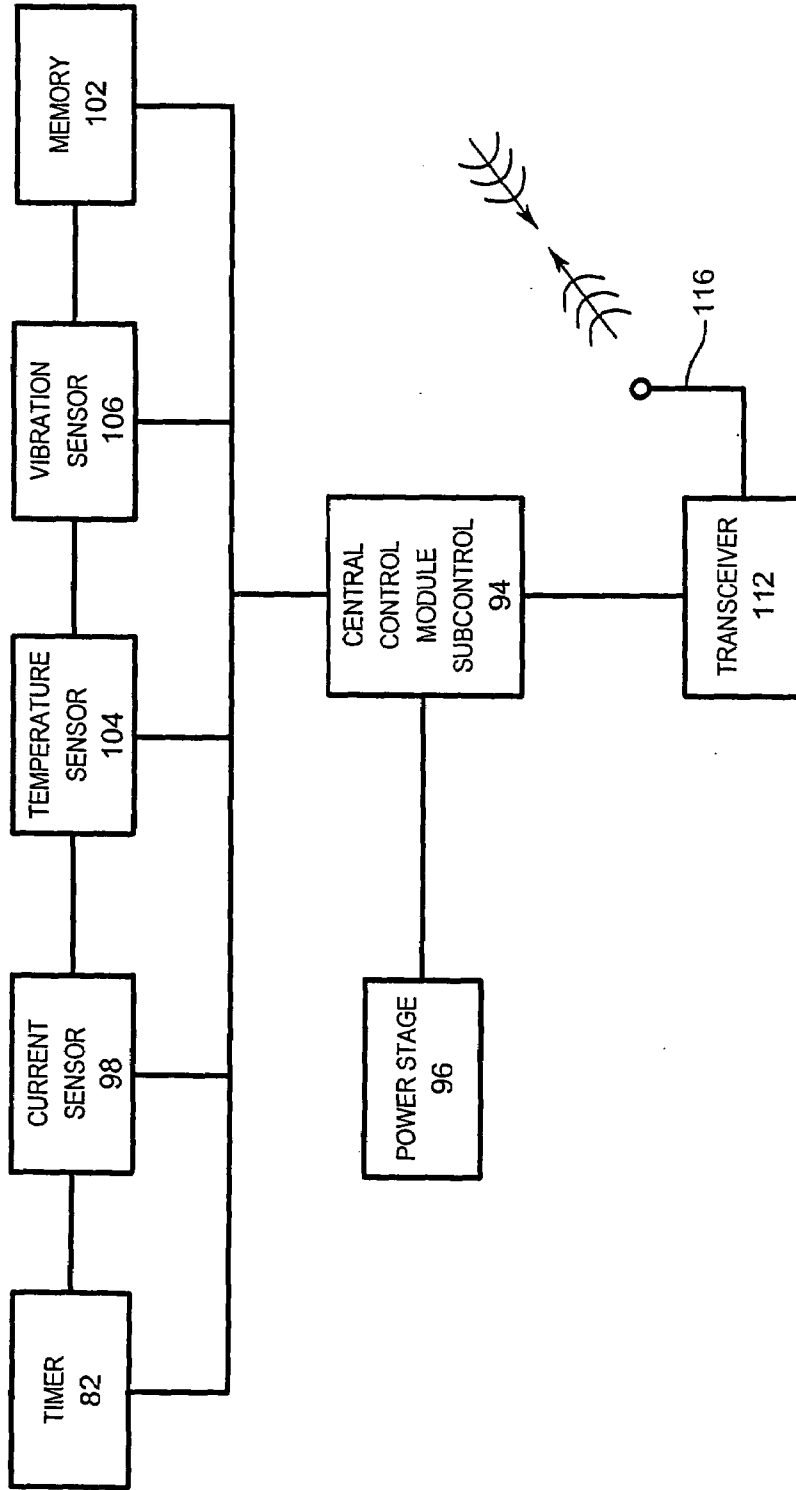 TIMER
82
CURRENT
SENSOR
98
TEMPERATURE
SENSOR
104
VIBRATION
SENSOR
106
MEMORY
102
POWER STAGE
96
CENTRAL
CONTROL
MODULE
SUBCONTROL
94
116
TRANSCEIVER
112